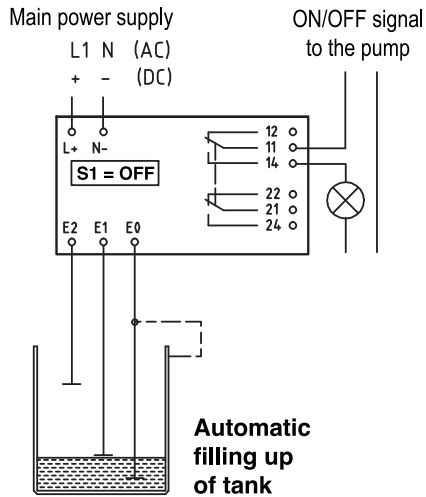 Main power supply
ON/OFF signal
to the pump
L1 N (AC)
+ – (DC)
L+ N-
S1 = OFF
12
11
14
22
21
24
E2 E1 E0
Automatic
filling up
of tank